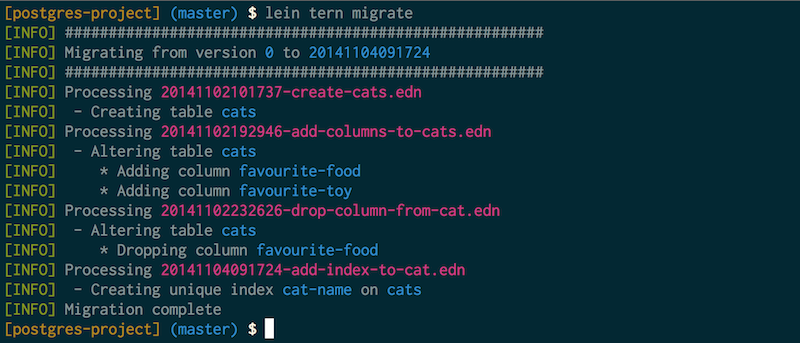 [postgres-project] (master) $ lein tern migrate
[INFO] #######################################################
[INFO] Migrating from version 0 to 20141104091724
[INFO] #######################################################
[INFO] Processing 20141102101737-create-cats.edn
[INFO]  - Creating table cats
[INFO] Processing 20141102192946-add-columns-to-cats.edn
[INFO]  - Altering table cats
[INFO]    * Adding column favourite-food
[INFO]    * Adding column favourite-toy
[INFO] Processing 20141102232626-drop-column-from-cat.edn
[INFO]  - Altering table cats
[INFO]    * Dropping column favourite-food
[INFO] Processing 20141104091724-add-index-to-cat.edn
[INFO]  - Creating unique index cat-name on cats
[INFO] Migration complete
[postgres-project] (master) $